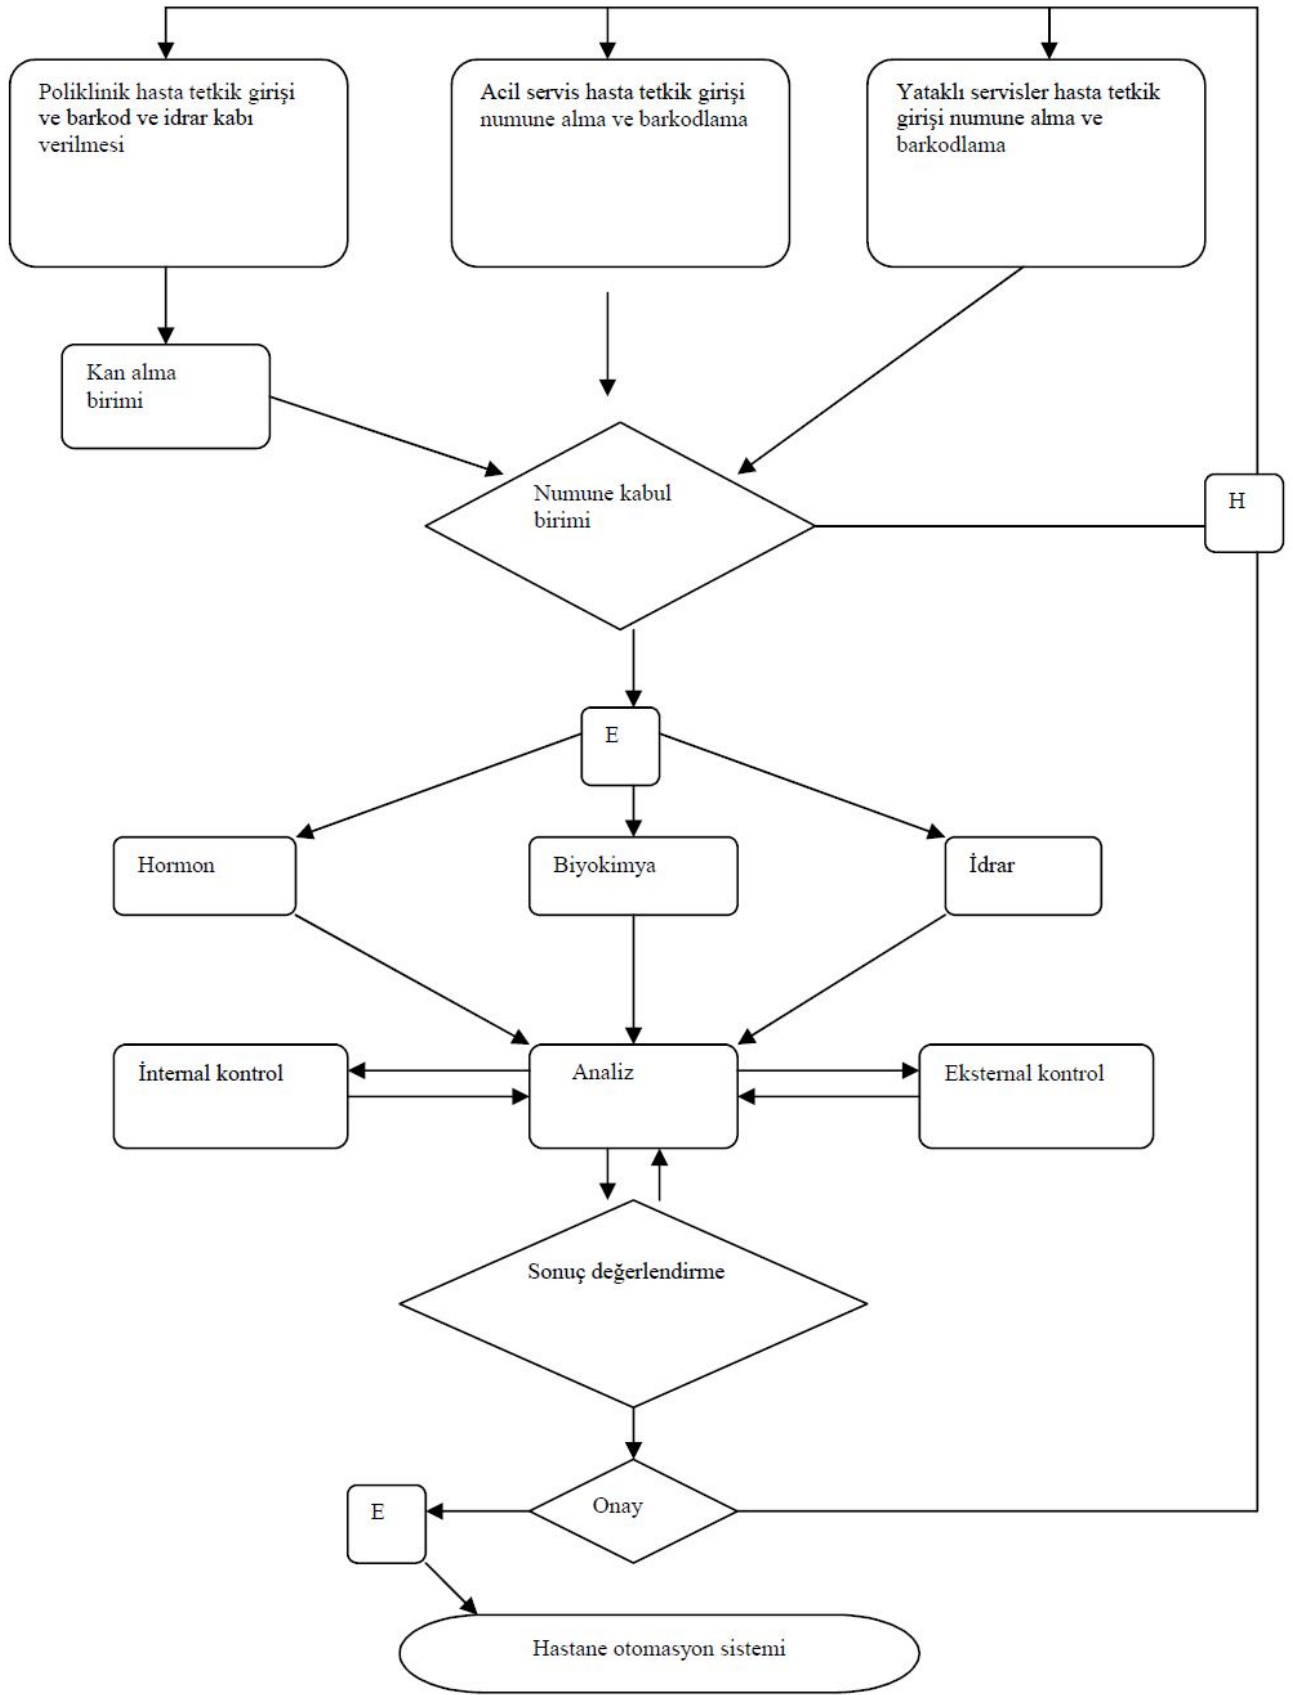 Poliklinik hasta tetkik girişi
ve barkod ve idrar kabı
verilmesi
Acil servis hasta tetkik girişi
numune alma ve barkodlama
Yataklı servisler hasta tetkik
girişi numune alma ve
barkodlama
Kan alma
birimi
Numune kabul
birimi
H
E
Hormon
Biyokimya
İdrar
İnternal kontrol
Analiz
Eksternal kontrol
Sonuç değerlendirme
Onay
E
Hastane otomasyon sistemi